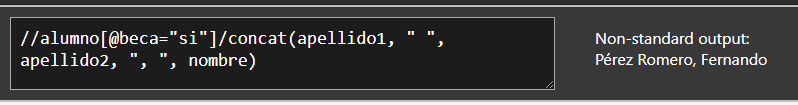 //alumno[@beca="si"]/concat(apellido1, " ",
apellido2, ", ", nombre)
Non-standard output:
Pérez Romero, Fernando